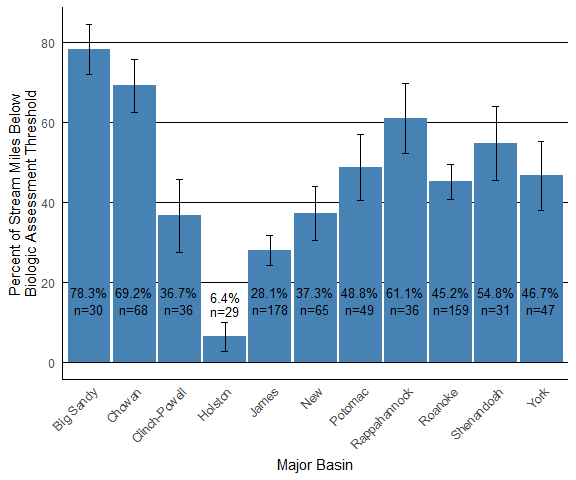 Percent of Stream Miles Below
Biologic Assessment Threshold
80
60
40
20
0
78.3% 69.2% 36.7% 6.4% 28.1% 37.3% 48.8% 61.1% 45.2% 54.8% 46.7%
n=30 n=68 n=36 n=29 n=178 n=65 n=49 n=36 n=159 n=31 n=47
Big Sandy Chowan Clinch-Powell Holston James New Potomac Rappahannock Roanoke Shenandoah York
Major Basin